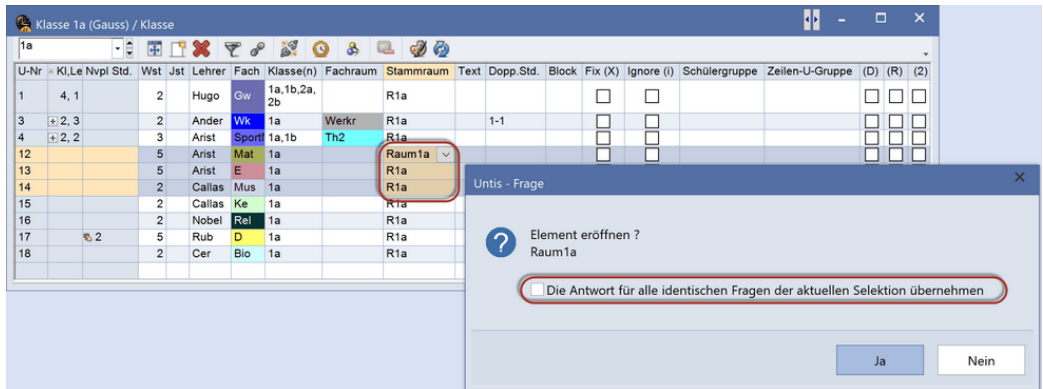 Klasse 1a (Gauss) / Klasse
1a
U-Nr Kl,Le Nvpl Std. Wst Jst Lehrer Fach Klasse(n) Fachraum Stammraum Text Dopp.Std. Block Fix (X) Ignore (i) Schülergruppe Zeilen-U-Gruppe (D) (R) (2)
1 4, 1 2 Hugo Gw 1a,1b,2a, 2b R1a
3 2, 3 2 Ander Wk 1a Werkr R1a 1-1
4 2, 2 3 Arist Sportf 1a,1b Th2 R1a
12 5 Arist Mat 1a Raum1a
13 5 Arist E 1a R1a
14 2 Callas Mus 1a R1a
15 2 Callas Ke 1a R1a
16 2 Nobel Rel 1a R1a
17 2 5 Rub D 1a R1a
18 2 Cer Bio 1a R1a
Untis - Frage
Element eröffnen ?
Raum1a
Die Antwort für alle identischen Fragen der aktuellen Selektion übernehmen
Ja Nein